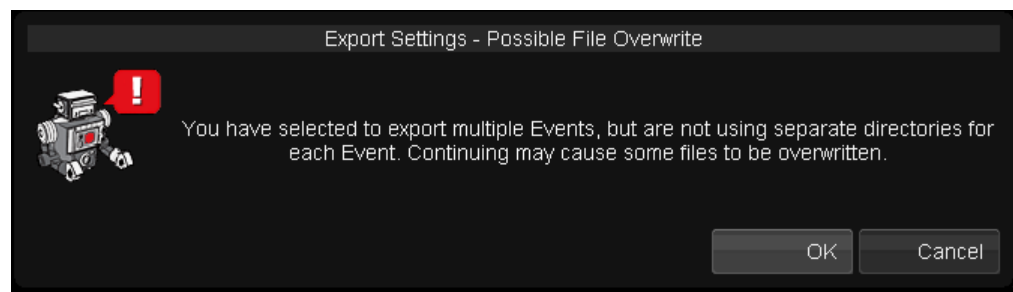 Export Settings - Possible File Overwrite
!
You have selected to export multiple Events, but are not using separate directories for
each Event. Continuing may cause some files to be overwritten.
OK
Cancel